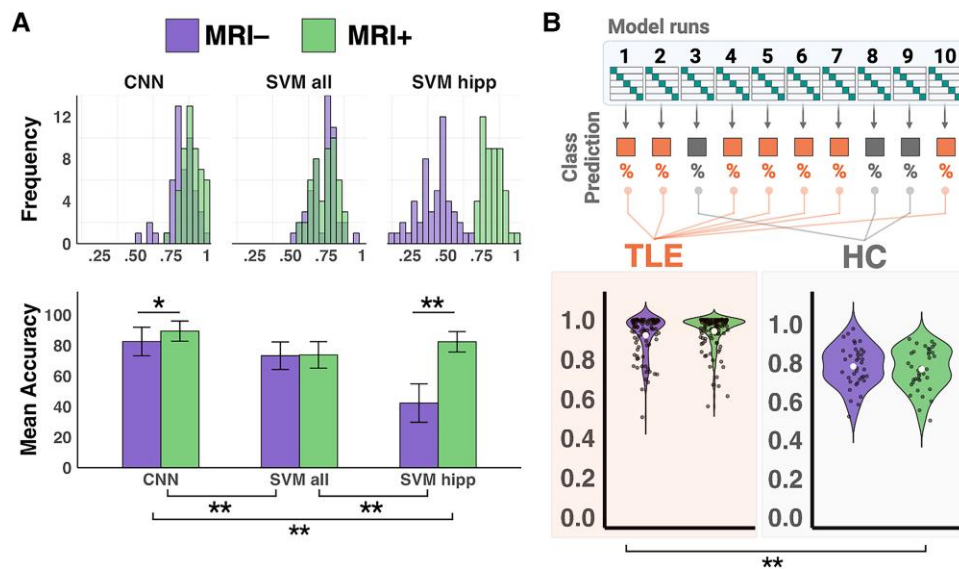 A
MRI− MRI+
CNN SVM all SVM hipp
Frequency
12
8
4
0
.25 .50 .75 1 .25 .50 .75 1 .25 .50 .75 1
Mean Accuracy
100
80
60
40
20
0
* **
CNN SVM all SVM hipp
** **
**
B
Model runs
1 2 3 4 5 6 7 8 9 10
Class
Prediction
% % % % % % % % % %
TLE HC
1.0
0.8
0.6
0.4
0.2
0.0
1.0
0.8
0.6
0.4
0.2
0.0
**